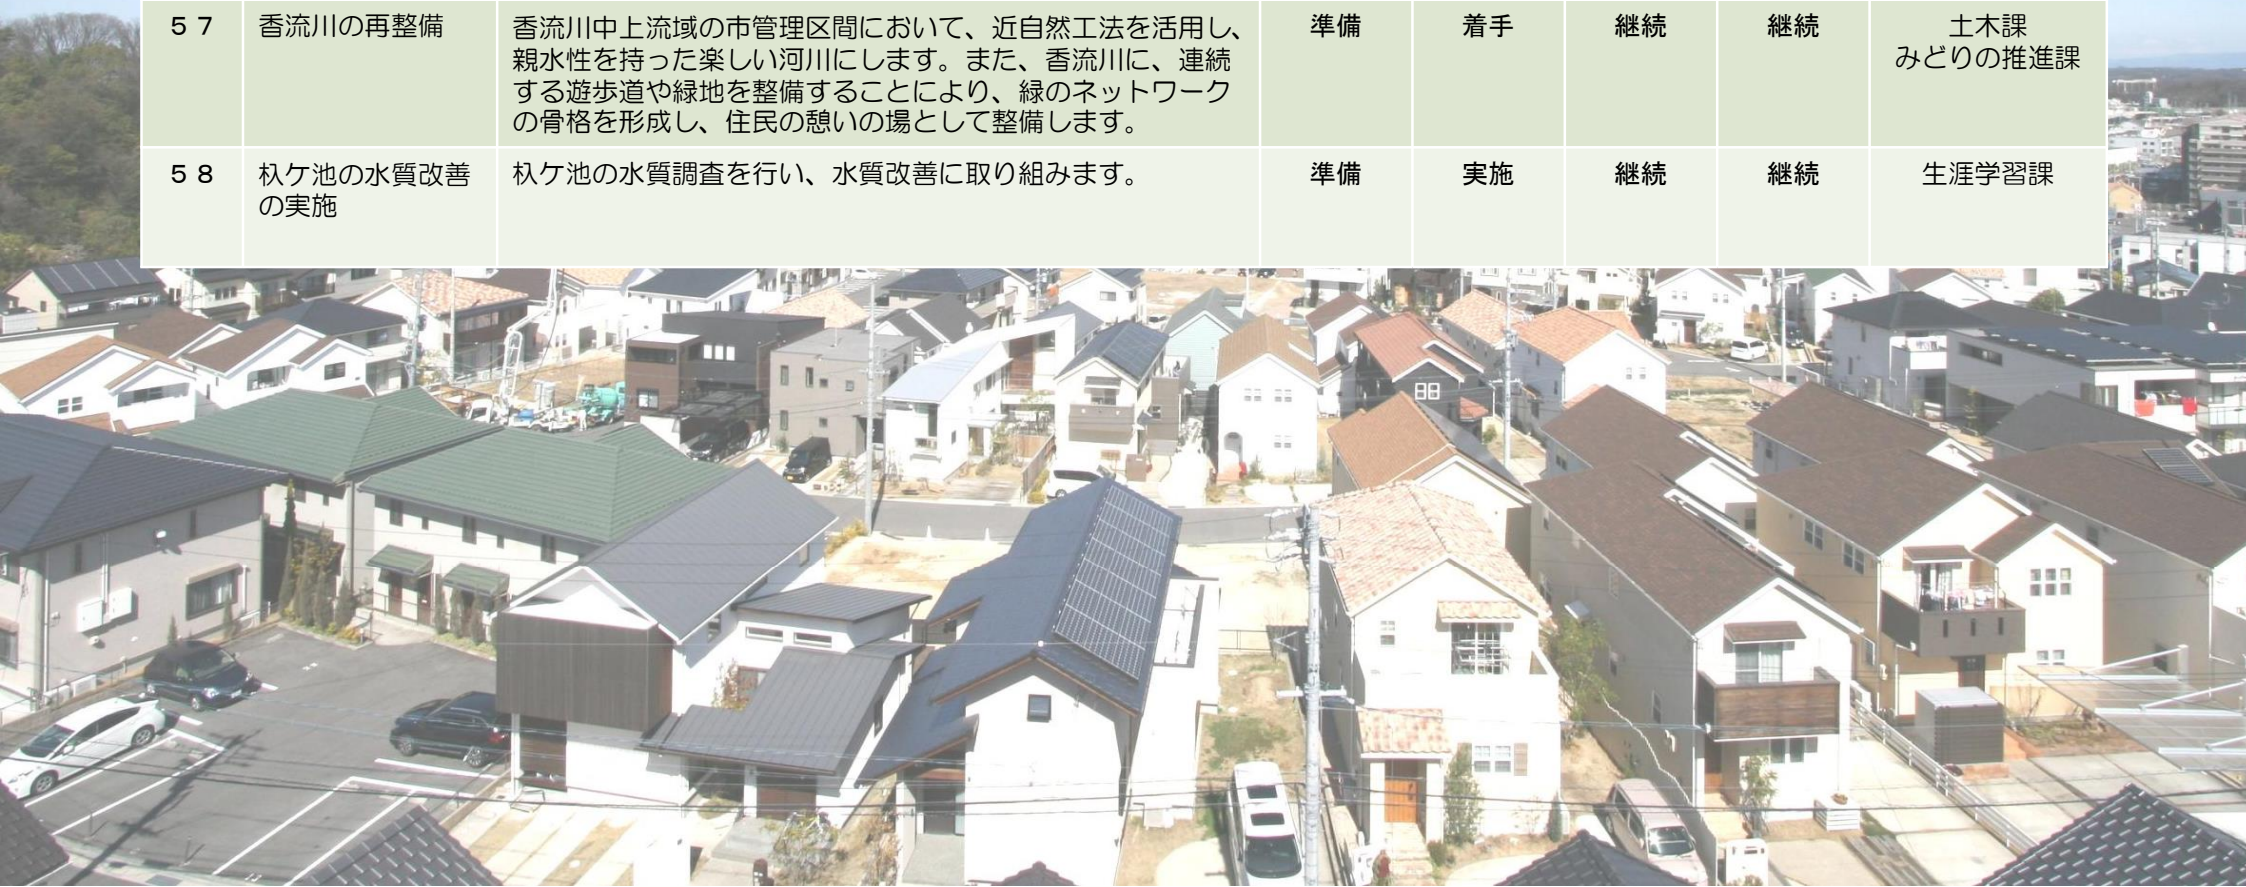 57 香流川の再整備 香流川中上流域の市管理区間において、近自然工法を活用し、 準備 着手 継続 継続 土木課
親水性を持った楽しい河川にします。また、香流川に、連続 みどりの推進課
する遊歩道や緑地を整備することにより、緑のネットワーク
の骨格を形成し、住民の憩いの場として整備します。
58 杁ケ池の水質改善 杁ケ池の水質調査を行い、水質改善に取り組みます。 準備 実施 継続 継続 生涯学習課
の実施